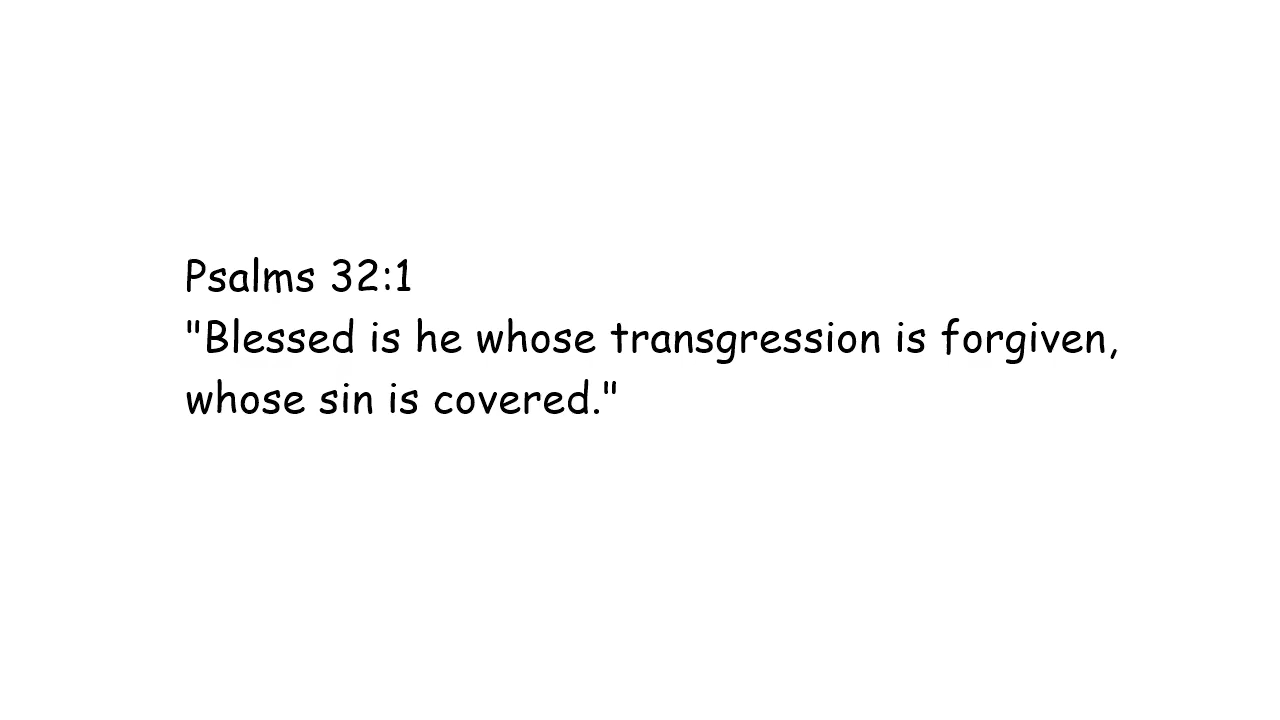 Psalms 32:1
"Blessed is he whose transgression is forgiven,
whose sin is covered."